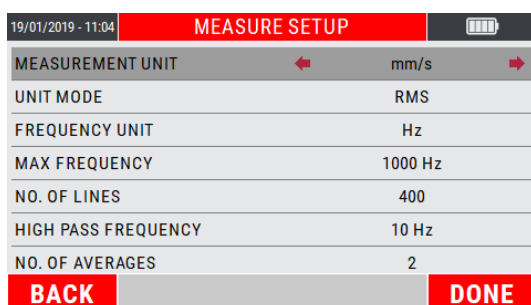 19/01/2019 - 11:04 MEASURE SETUP
MEASUREMENT UNIT mm/s
UNIT MODE RMS
FREQUENCY UNIT Hz
MAX FREQUENCY 1000 Hz
NO. OF LINES 400
HIGH PASS FREQUENCY 10 Hz
NO. OF AVERAGES 2
BACK DONE